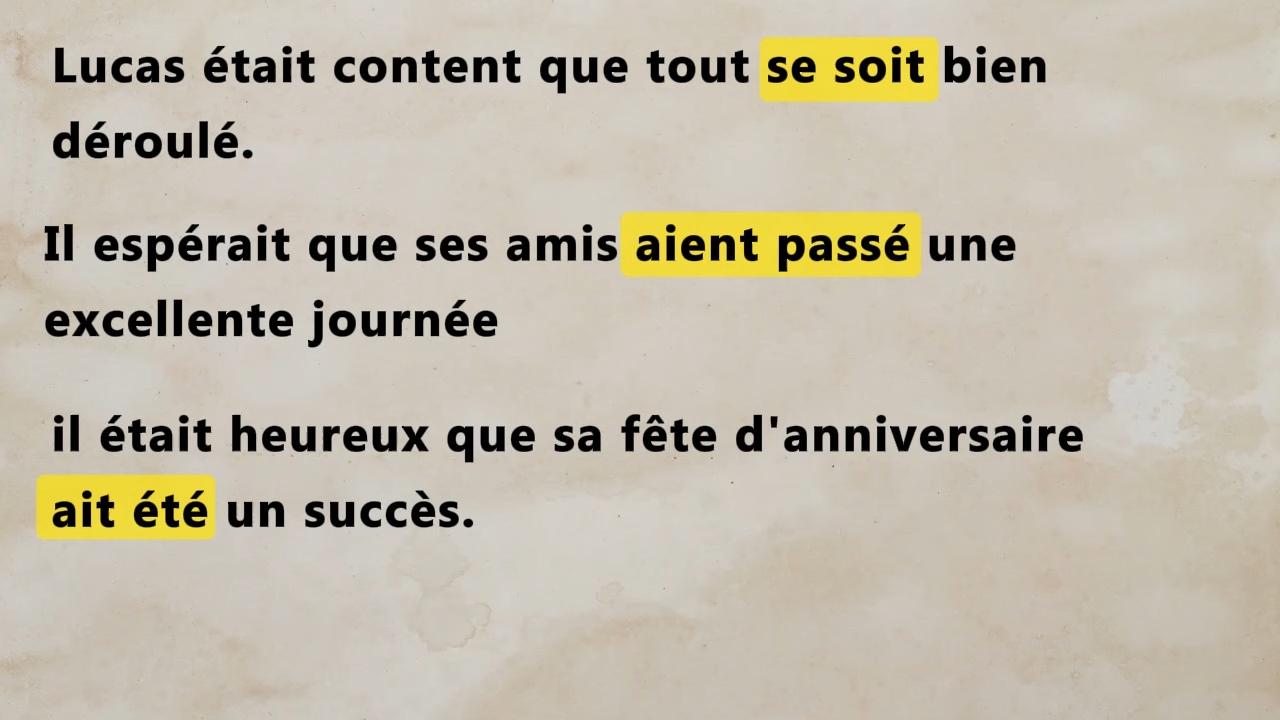 Lucas était content que tout se soit bien
déroulé.
Il espérait que ses amis aient passé une
excellente journée
il était heureux que sa fête d'anniversaire
ait été un succès.